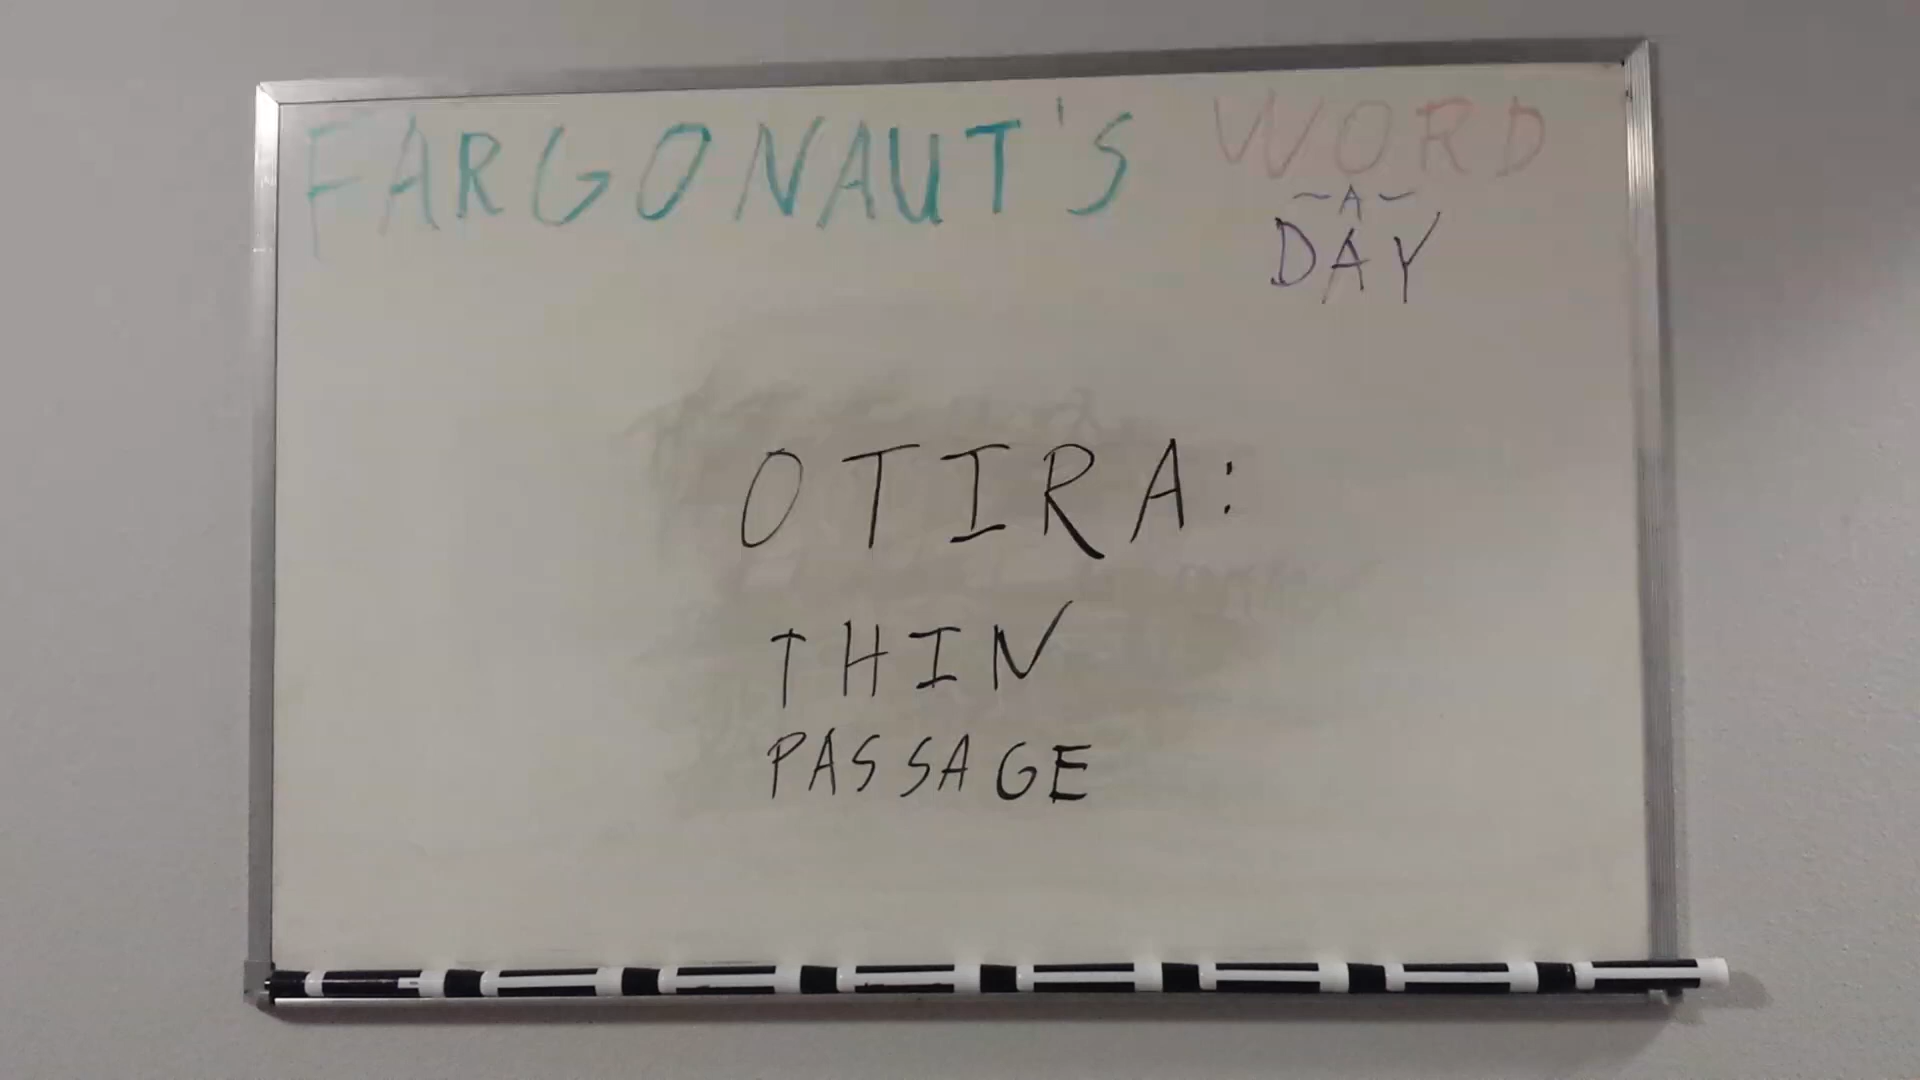 FARGONAUT'S WORD
~A~
DAY
OTIRA:
THIN
PASSAGE